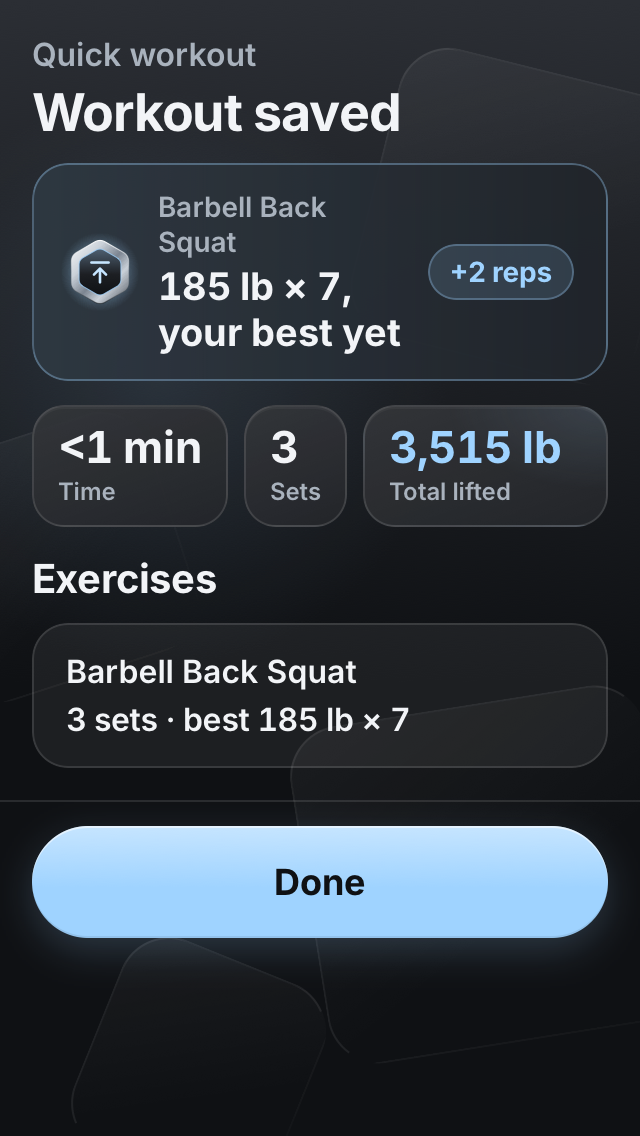 Quick workout
Workout saved
Barbell Back
Squat
185 lb × 7,
your best yet
+2 reps
<1 min
Time
3
Sets
3,515 lb
Total lifted
Exercises
Barbell Back Squat
3 sets · best 185 lb × 7
Done